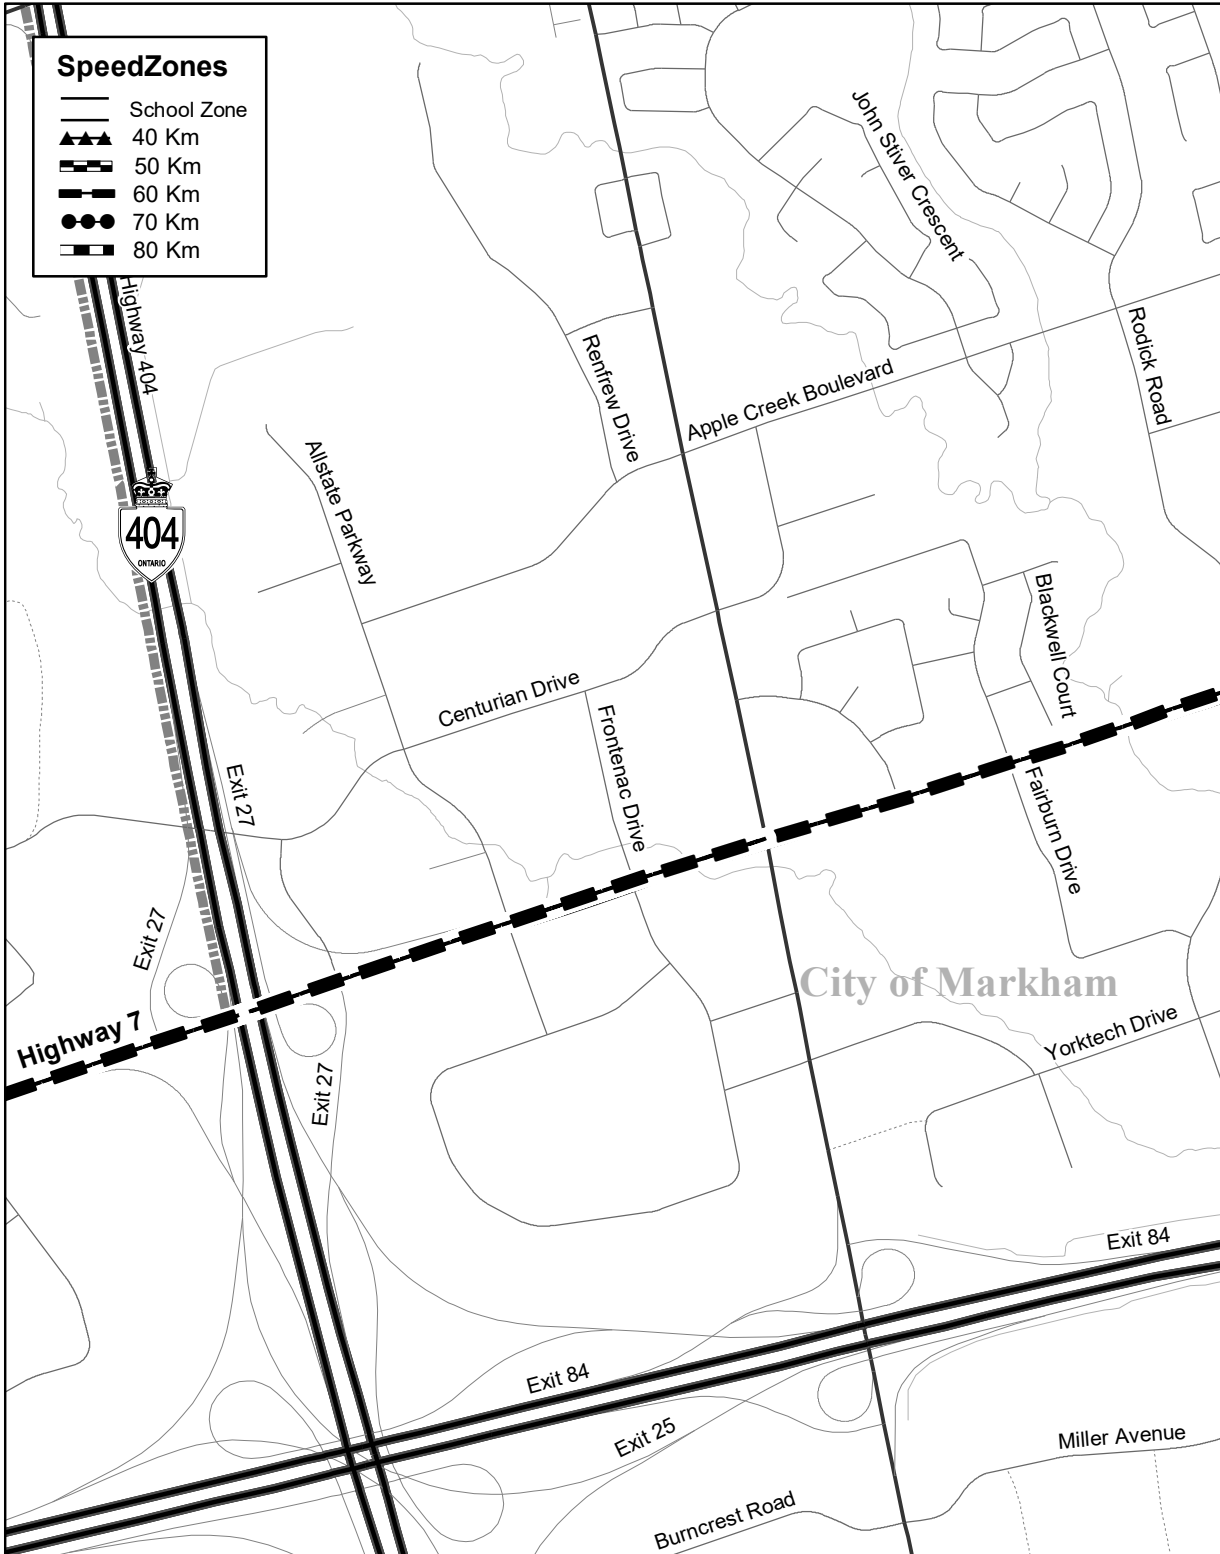 SpeedZones
School Zone
40 Km
50 Km
60 Km
70 Km
80 Km
John Stiver Crescent
Highway 404
Renfrew Drive
Rodick Road
Apple Creek Boulevard
Allstate Parkway
404
ONTARIO
Blackwell Court
Centurian Drive
Frontenac Drive
Exit 27
Fairburn Drive
Exit 27
City of Markham
Highway 7
Yorktech Drive
Exit 27
Exit 84
Exit 84
Exit 25
Miller Avenue
Burncrest Road